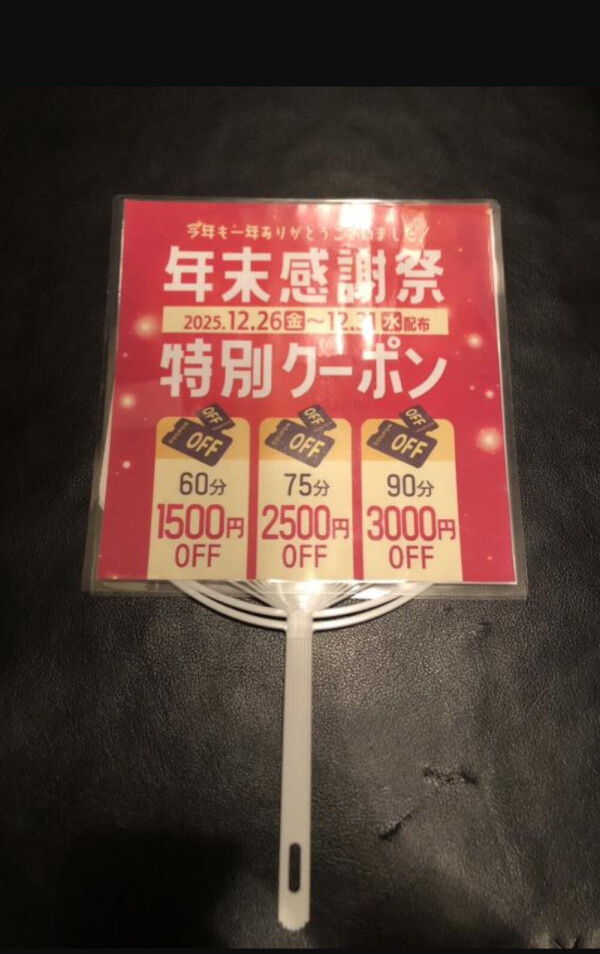 今年も一年ありがとうございました!
年末感謝祭
2025.12.26金~12.31水配布
特別クーポン
OFF OFF OFF
OFF OFF OFF
60分 75分 90分
1500円 2500円 3000円
OFF OFF OFF